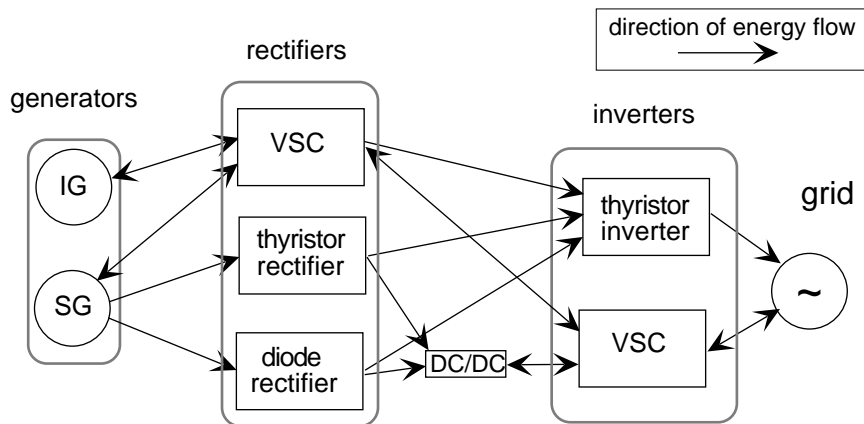 direction of energy flow
rectifiers
generators
inverters
VSC
IG
thyristor
rectifier
thyristor
inverter
grid
SG
~
VSC
diode
rectifier
DC/DC